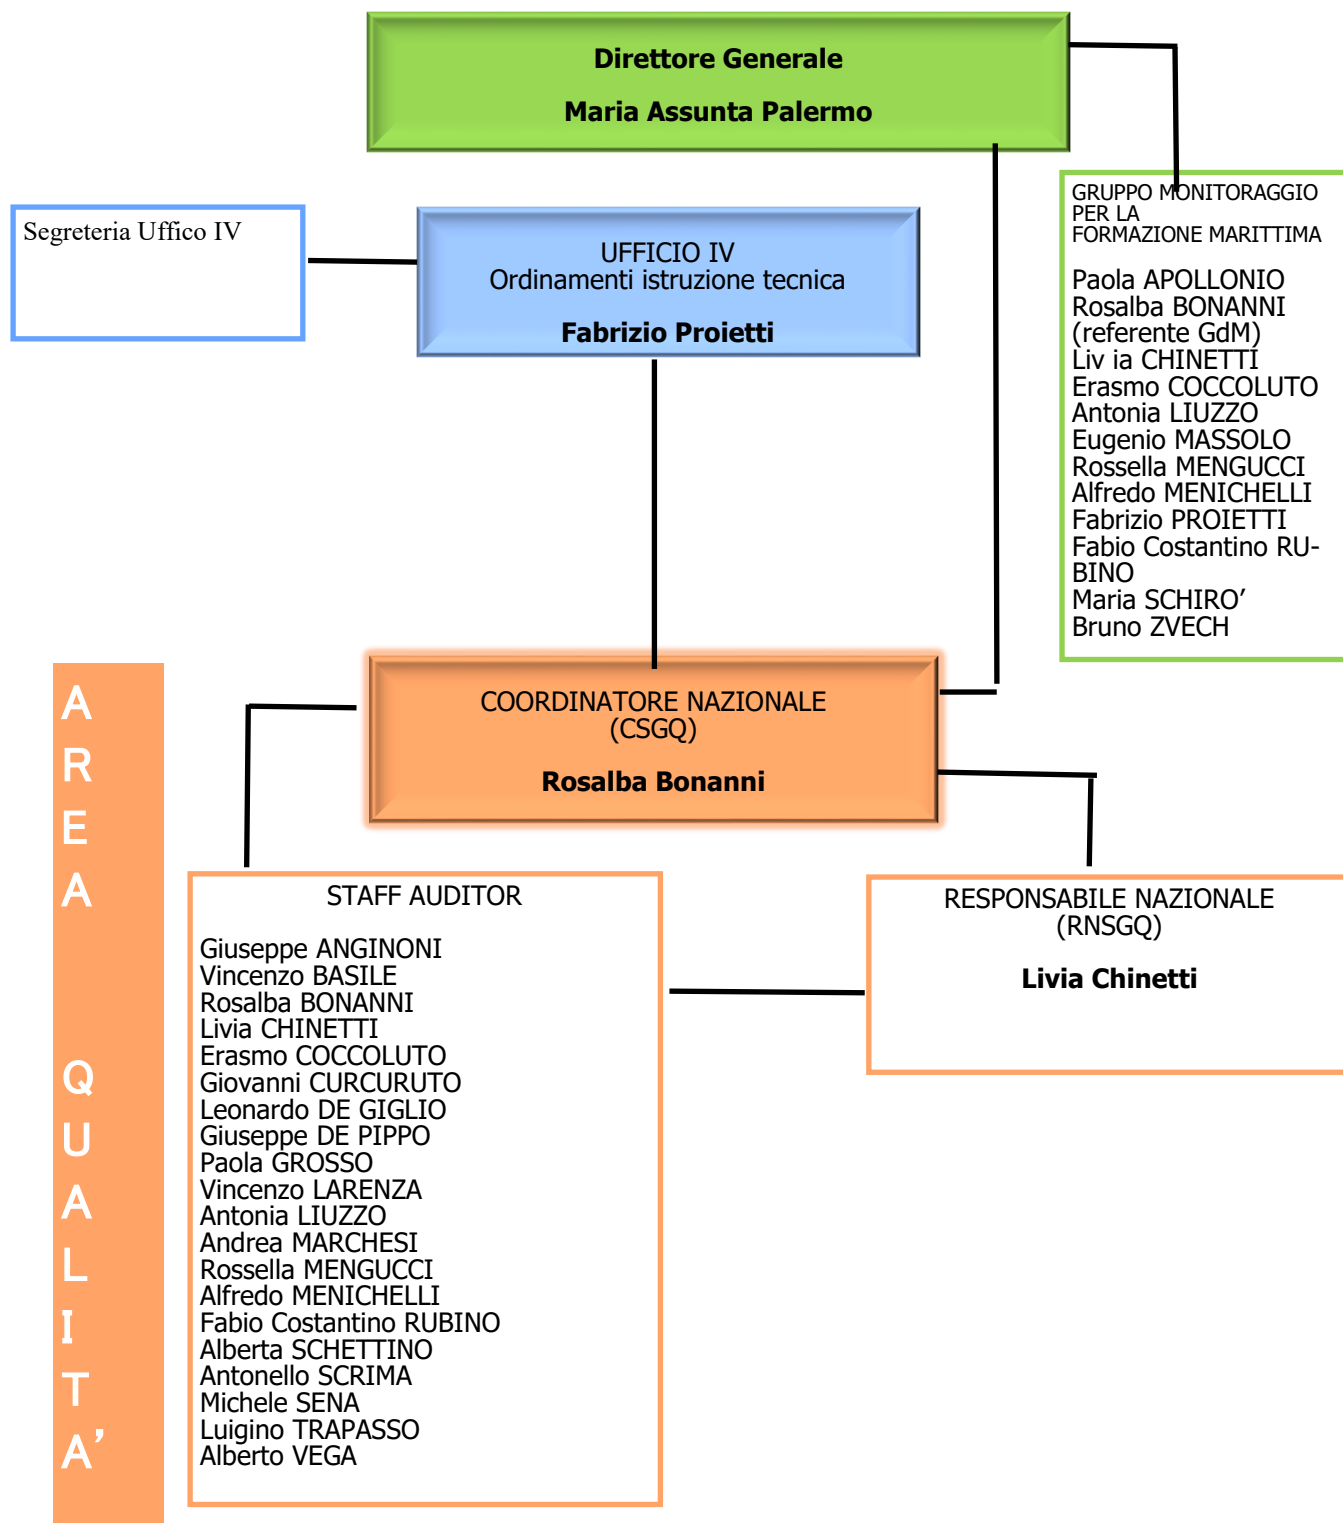 Direttore Generale
Maria Assunta Palermo
GRUPPO MONITORAGGIO
PER LA
FORMAZIONE MARITTIMA
Paola APOLLONIO
Rosalba BONANNI
(referente GdM)
Liv ia CHINETTI
Erasmo COCCOLUTO
Antonia LIUZZO
Eugenio MASSOLO
Rossella MENGUCCI
Alfredo MENICHELLI
Fabrizio PROIETTI
Fabio Costantino RU-
BINO
Maria SCHIRO’
Bruno ZVECH
Segreteria Uffico IV
UFFICIO IV
Ordinamenti istruzione tecnica
Fabrizio Proietti
COORDINATORE NAZIONALE
(CSGQ)
Rosalba Bonanni
A
R
E
A
Q
U
A
L
I
T
A’
STAFF AUDITOR
Giuseppe ANGINONI
Vincenzo BASILE
Rosalba BONANNI
Livia CHINETTI
Erasmo COCCOLUTO
Giovanni CURCURUTO
Leonardo DE GIGLIO
Giuseppe DE PIPPO
Paola GROSSO
Vincenzo LARENZA
Antonia LIUZZO
Andrea MARCHESI
Rossella MENGUCCI
Alfredo MENICHELLI
Fabio Costantino RUBINO
Alberta SCHETTINO
Antonello SCRIMA
Michele SENA
Luigino TRAPASSO
Alberto VEGA
RESPONSABILE NAZIONALE
(RNSGQ)
Livia Chinetti